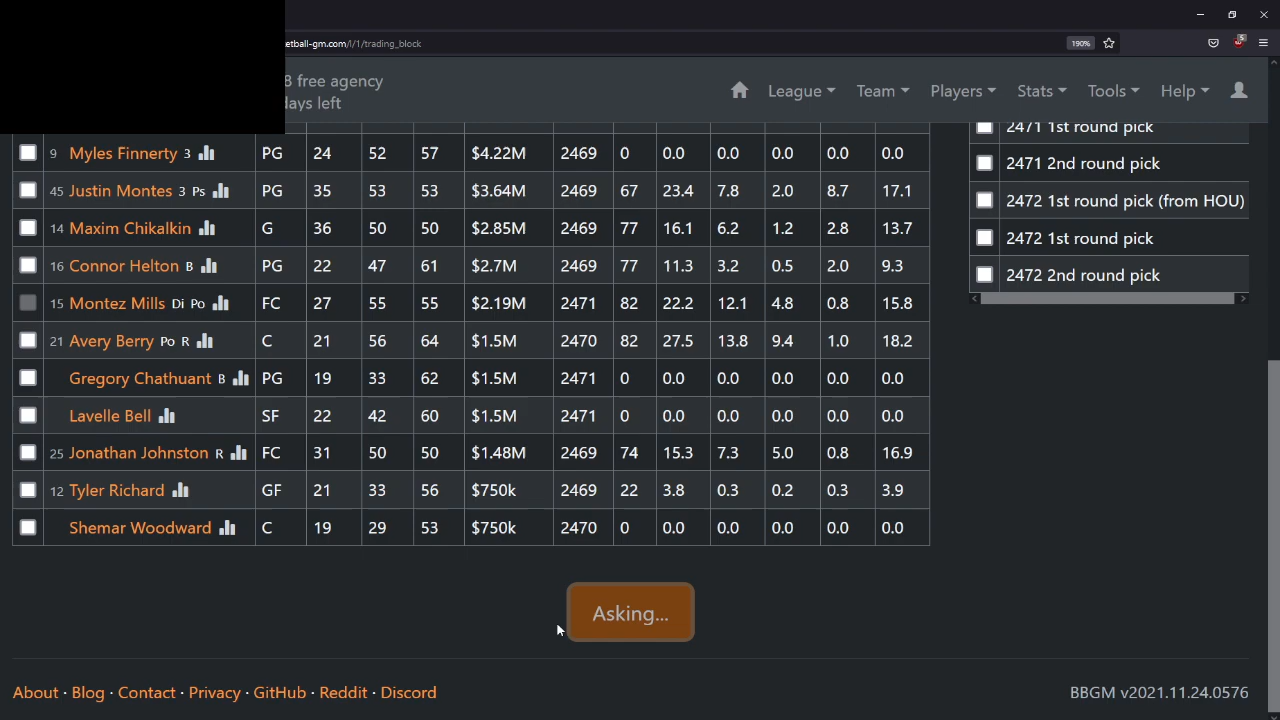 etball-gm.com/l/1/trading_block
190%
5
8 free agency
days left
League
Team
Players
Stats
Tools
Help
9 Myles Finnerty 3 PG 24 52 57 $4.22M 2469 0 0.0 0.0 0.0 0.0 0.0
45 Justin Montes 3 Ps PG 35 53 53 $3.64M 2469 67 23.4 7.8 2.0 8.7 17.1
14 Maxim Chikalkin G 36 50 50 $2.85M 2469 77 16.1 6.2 1.2 2.8 13.7
16 Connor Helton B PG 22 47 61 $2.7M 2469 77 11.3 3.2 0.5 2.0 9.3
15 Montez Mills Di Po FC 27 55 55 $2.19M 2471 82 22.2 12.1 4.8 0.8 15.8
21 Avery Berry Po R C 21 56 64 $1.5M 2470 82 27.5 13.8 9.4 1.0 18.2
Gregory Chathuant B PG 19 33 62 $1.5M 2471 0 0.0 0.0 0.0 0.0 0.0
Lavelle Bell SF 22 42 60 $1.5M 2471 0 0.0 0.0 0.0 0.0 0.0
25 Jonathan Johnston R FC 31 50 50 $1.48M 2469 74 15.3 7.3 5.0 0.8 16.9
12 Tyler Richard GF 21 33 56 $750k 2469 22 3.8 0.3 0.2 0.3 3.9
Shemar Woodward C 19 29 53 $750k 2470 0 0.0 0.0 0.0 0.0 0.0
2471 1st round pick
2471 2nd round pick
2472 1st round pick (from HOU)
2472 1st round pick
2472 2nd round pick
Asking...
About · Blog · Contact · Privacy · GitHub · Reddit · Discord
BBGM v2021.11.24.0576